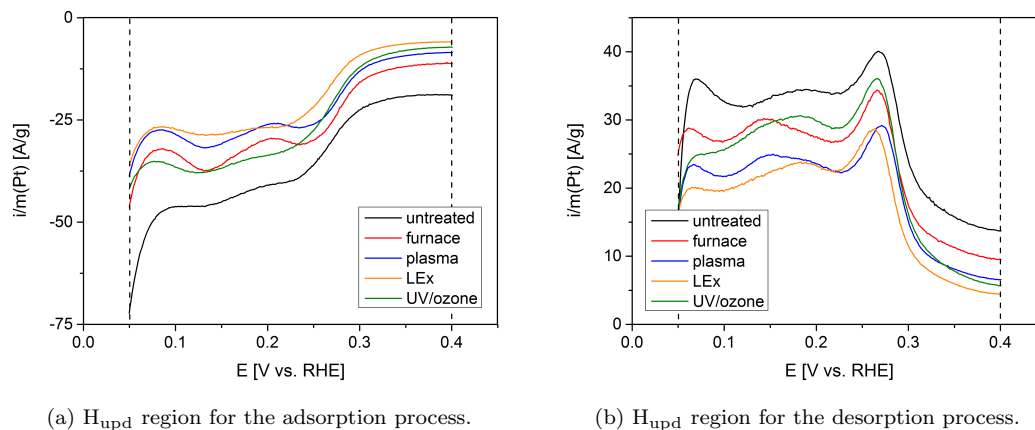 0
-25
-50
-75
i/m(Pt) [A/g]
untreated
furnace
plasma
LEx
UV/ozone
0.0 0.1 0.2 0.3 0.4
E [V vs. RHE]
(a) H_upd region for the adsorption process.
40
30
20
10
0
i/m(Pt) [A/g]
untreated
furnace
plasma
LEx
UV/ozone
0.0 0.1 0.2 0.3 0.4
E [V vs. RHE]
(b) H_upd region for the desorption process.